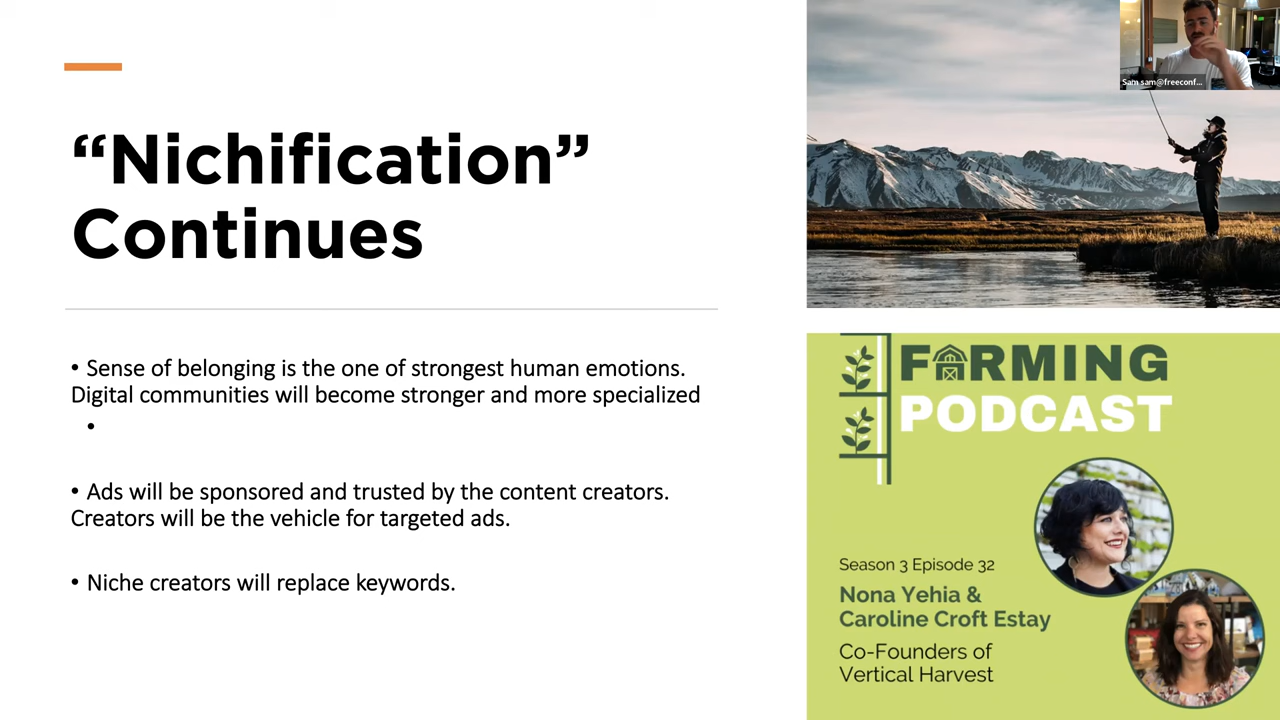 “Nichification”
Continues
• Sense of belonging is the one of strongest human emotions.
Digital communities will become stronger and more specialized
•
• Ads will be sponsored and trusted by the content creators.
Creators will be the vehicle for targeted ads.
• Niche creators will replace keywords.
Sam sam@freeconf...
FARMING
PODCAST
Season 3 Episode 32
Nona Yehia &
Caroline Croft Estay
Co-Founders of
Vertical Harvest